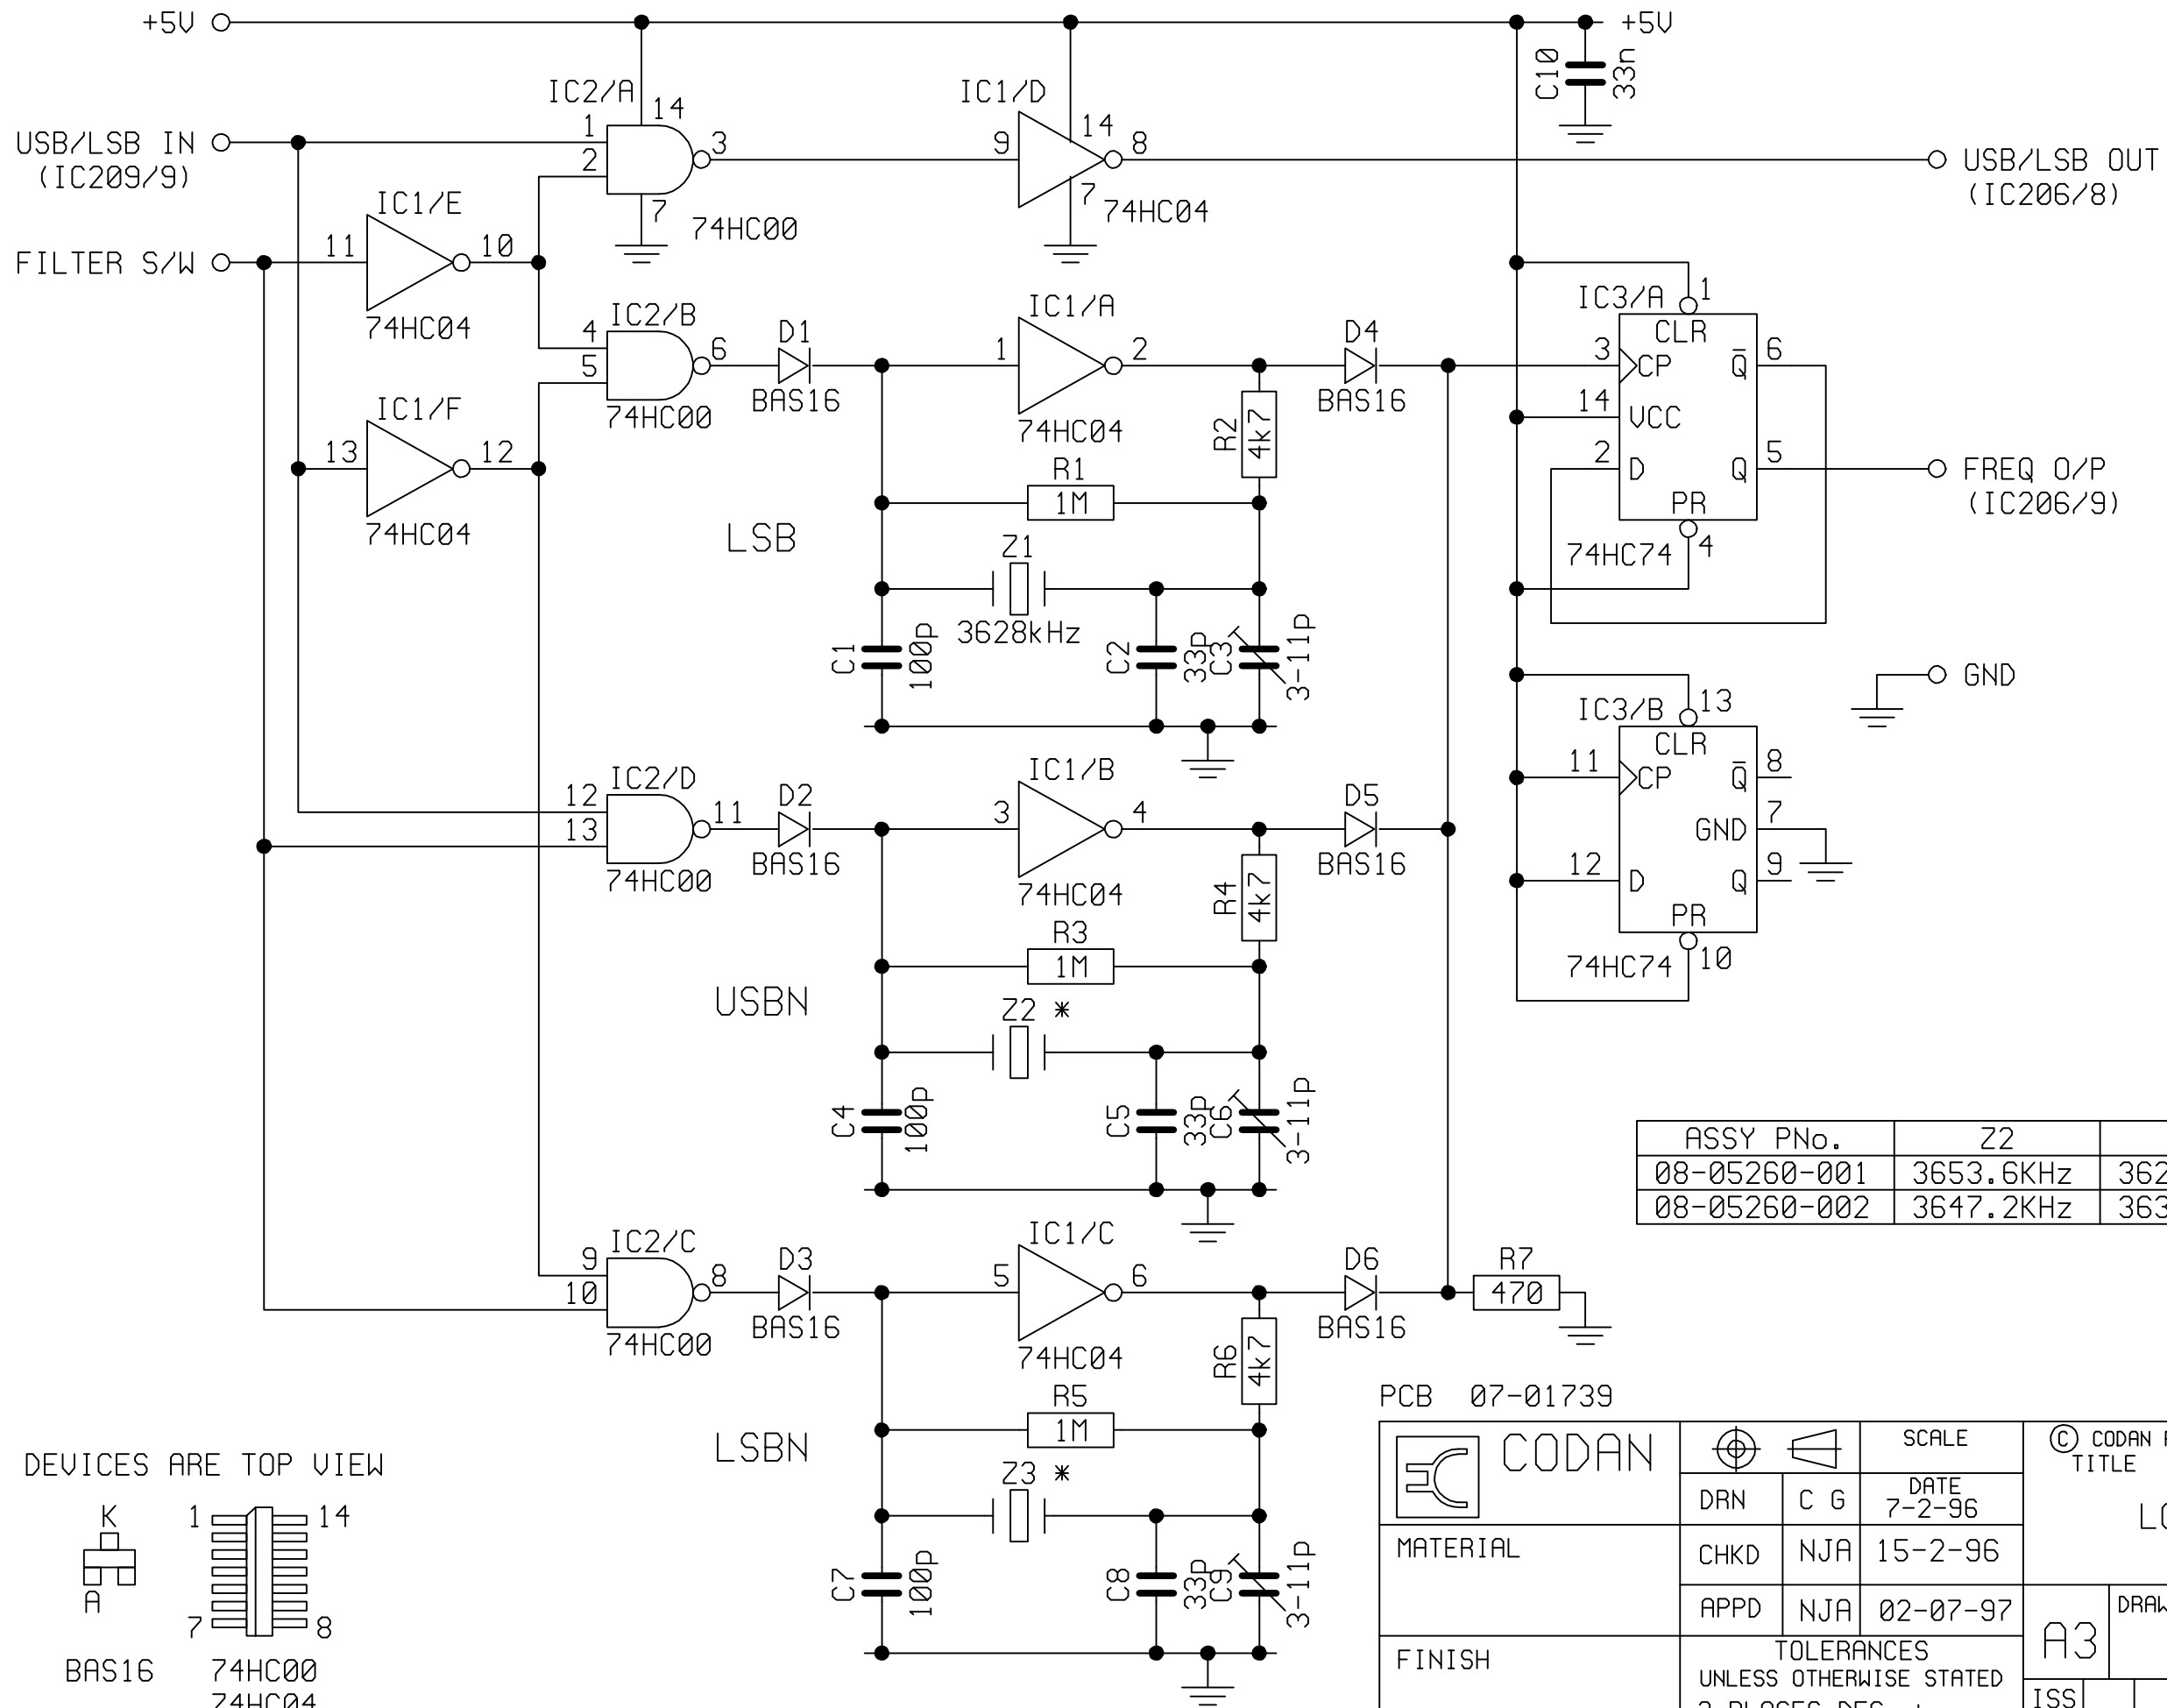 +5V
+5V
C10
33n
IC2/A
14
1
2
3
7
74HC00
IC1/D
9
14
8
7
74HC04
USB/LSB IN
(IC209/9)
USB/LSB OUT
(IC206/8)
FILTER S/W
IC1/E
11
10
74HC04
IC1/F
13
12
74HC04
IC2/B
4
5
6
74HC00
D1
BAS16
IC1/A
1
2
74HC04
D4
BAS16
R2
4k7
R1
1M
LSB
Z1
3628kHz
C1
100p
C2
33p
C3
3-11p
IC3/A
1
CLR
3
CP
Q
6
14
VCC
2
D
Q
5
PR
4
74HC74
FREQ O/P
(IC206/9)
GND
IC3/B
13
CLR
11
CP
Q
8
GND
7
12
D
Q
9
PR
10
74HC74
IC2/D
12
13
11
74HC00
D2
BAS16
IC1/B
3
4
74HC04
D5
BAS16
R4
4k7
R3
1M
USBN
Z2 *
C4
100p
C5
33p
C6
3-11p
ASSY PNo. Z2
08-05260-001 3653.6KHz 362
08-05260-002 3647.2KHz 363
IC2/C
9
10
8
74HC00
D3
BAS16
IC1/C
5
6
74HC04
D6
BAS16
R7
470
R6
4k7
R5
1M
LSBN
Z3 *
C7
100p
C8
33p
C9
3-11p
PCB 07-01739
DEVICES ARE TOP VIEW
K
A
BAS16
1
14
7
8
74HC00
74HC04
CODAN
SCALE
© CODAN
TITLE
LO
DRN C G DATE
7-2-96
MATERIAL
CHKD NJA 15-2-96
APPD NJA 02-07-97
A3
DRAW
FINISH
TOLERANCES
UNLESS OTHERWISE STATED
ISS